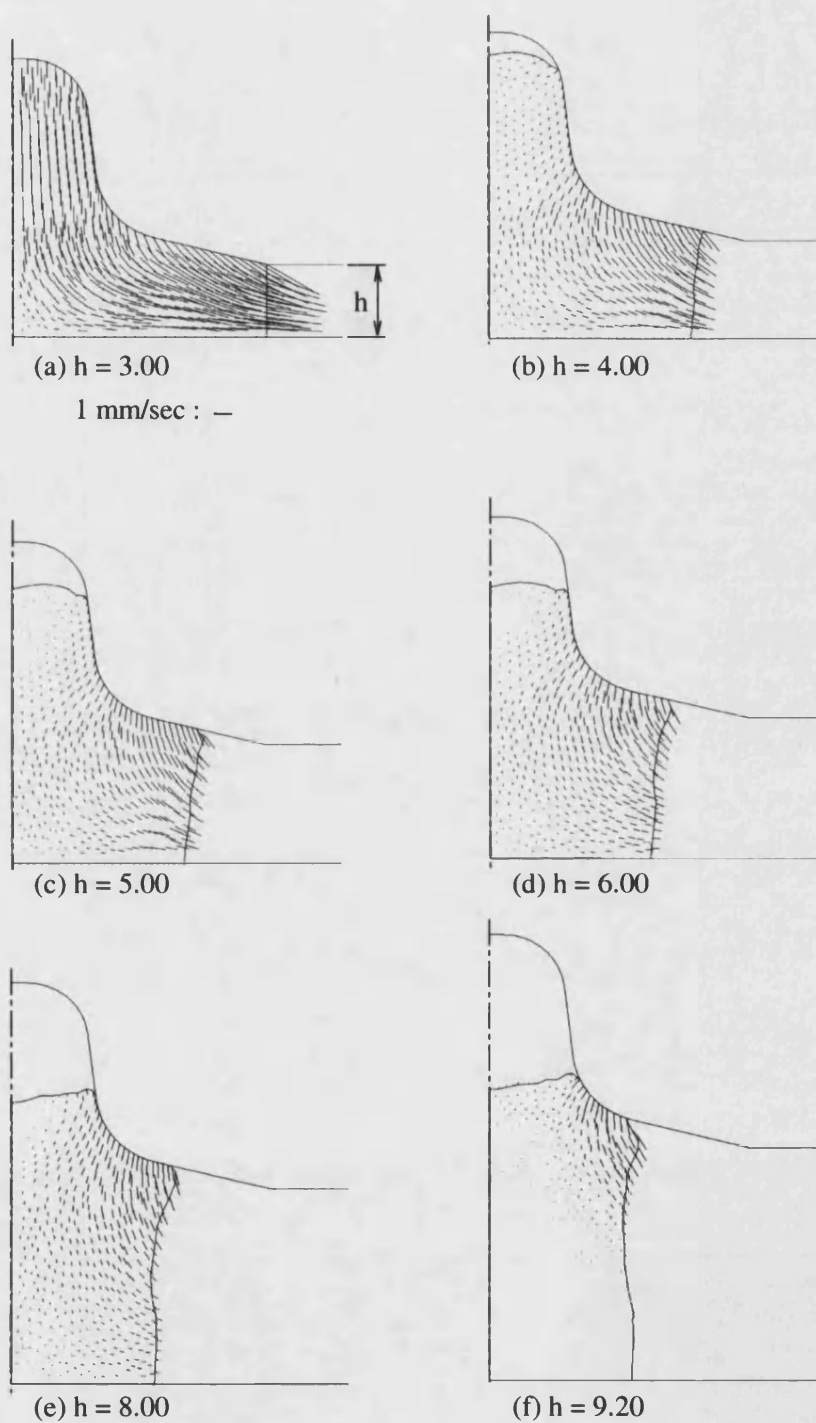 h
(a) h = 3.00
(b) h = 4.00
1 mm/sec : –
(c) h = 5.00
(d) h = 6.00
(e) h = 8.00
(f) h = 9.20